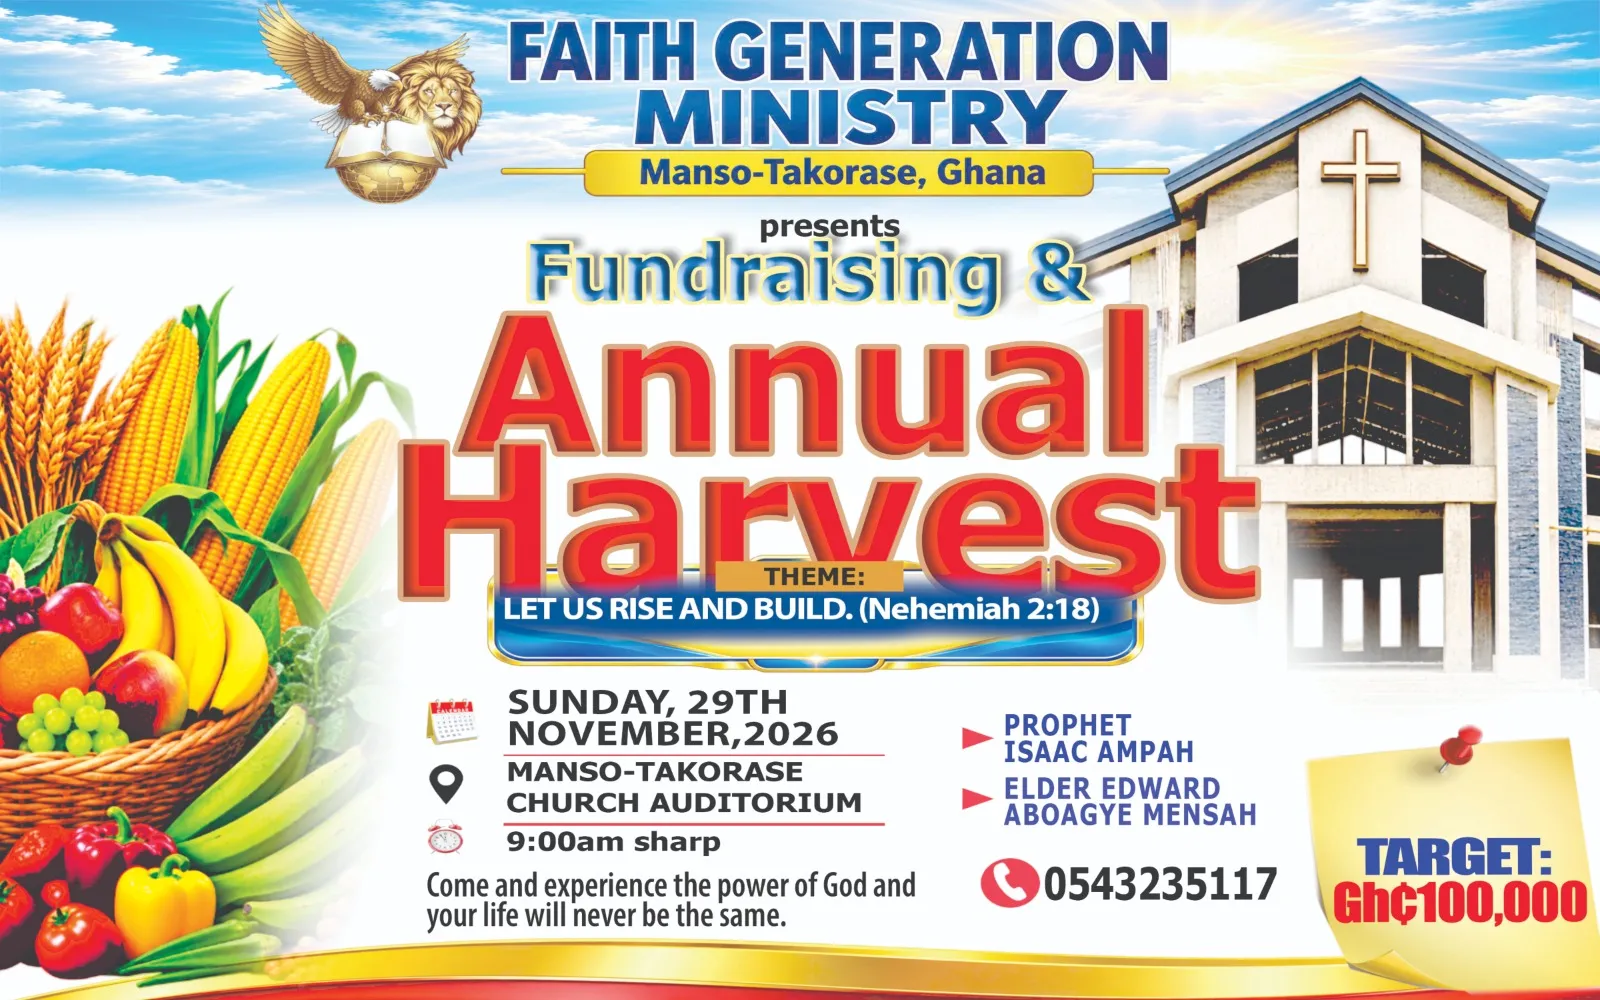 FAITH GENERATION
MINISTRY
Manso-Takorase, Ghana
presents
Fundraising &
Annual
Harvest
THEME:
LET US RISE AND BUILD. (Nehemiah 2:18)
SUNDAY, 29TH
NOVEMBER,2026
MANSO-TAKORASE
CHURCH AUDITORIUM
9:00am sharp
Come and experience the power of God and
your life will never be the same.
PROPHET
ISAAC AMPAH
ELDER EDWARD
ABOAGYE MENSAH
0543235117
TARGET:
Gh₵100,000